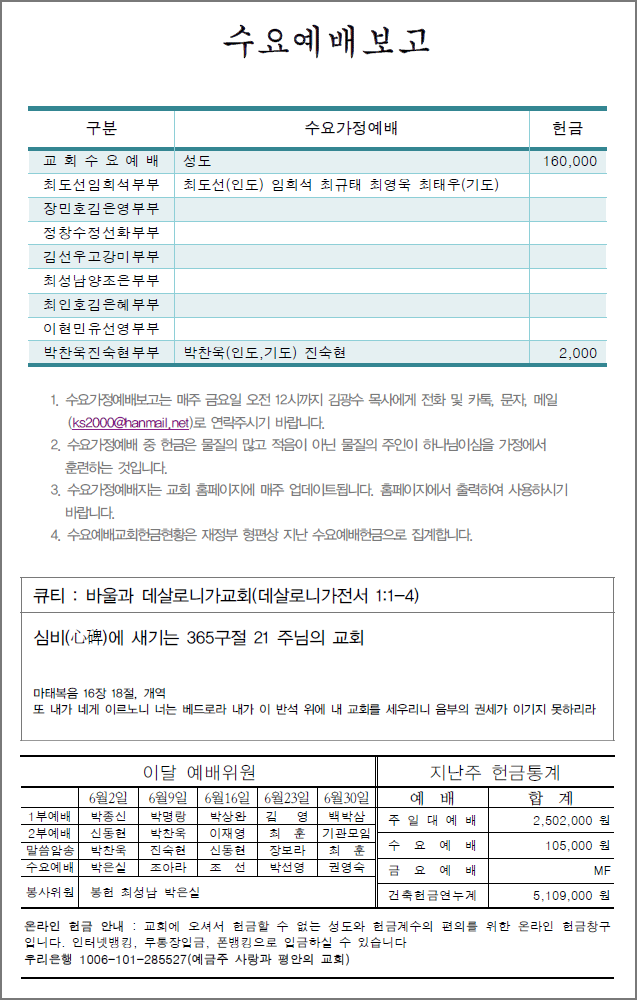 수요예배보고
구분 수요가정예배 헌금
교 회 수 요 예 배 성도 160,000
최도선임희석부부 최도선(인도) 임희석 최규태 최영욱 최태우(기도)
장민호김은영부부
정창수정선화부부
김선우고강미부부
최성남양조은부부
최인호김은혜부부
이현민유선영부부
박찬욱진숙현부부 박찬욱(인도,기도) 진숙현 2,000
1. 수요가정예배보고는 매주 금요일 오전 12시까지 김광수 목사에게 전화 및 카톡, 문자, 메일
(ks2000@hanmail.net)로 연락주시기 바랍니다.
2. 수요가정예배 중 헌금은 물질의 많고 적음이 아닌 물질의 주인이 하나님이심을 가정에서
훈련하는 것입니다.
3. 수요가정예배지는 교회 홈페이지에 매주 업데이트됩니다. 홈페이지에서 출력하여 사용하시기
바랍니다.
4. 수요예배교회헌금현황은 재정부 형편상 지난 수요예배헌금으로 집계합니다.
큐티 : 바울과 데살로니가교회(데살로니가전서 1:1-4)
심비(心碑)에 새기는 365구절 21 주님의 교회
마태복음 16장 18절, 개역
또 내가 네게 이르노니 너는 베드로라 내가 이 반석 위에 내 교회를 세우리니 음부의 권세가 이기지 못하리라
이달 예배위원
6월2일 6월9일 6월16일 6월23일 6월30일
1부예배 박종신 박명랑 박상완 김 영 백박삼
2부예배 신동현 박찬욱 이재영 최 훈 기관모임
말씀암송 박찬욱 진숙현 신동현 장보라 최 훈
수요예배 박은실 조아라 조 선 박선영 권영숙
봉사위원 봉헌 최성남 박은실
지난주 헌금통계
예 배 합 계
주 일 대 예 배 2,502,000 원
수 요 예 배 105,000 원
금 요 예 배 MF
건축헌금연누계 5,109,000 원
온라인 헌금 안내 : 교회에 오셔서 헌금할 수 없는 성도와 헌금계수의 편의를 위한 온라인 헌금창구
입니다. 인터넷뱅킹, 무통장입금, 폰뱅킹으로 입금하실 수 있습니다
우리은행 1006-101-285527(예금주 사랑과 평안의 교회)